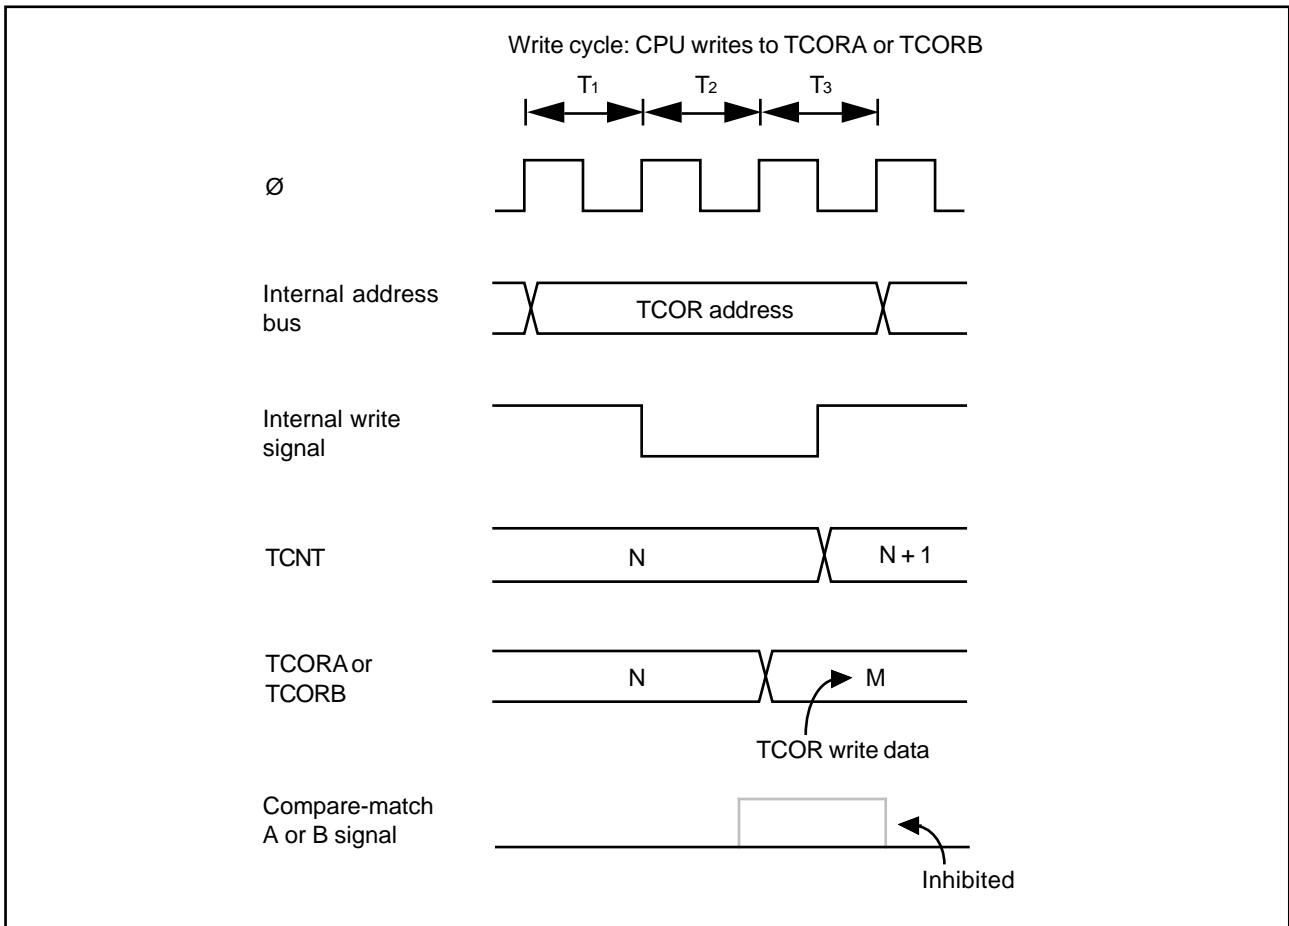 Write cycle: CPU writes to TCORA or TCORB
T1 T2 T3
Ø
Internal address
bus
TCOR address
Internal write
signal
TCNT
N
N + 1
TCORA or
TCORB
N
M
TCOR write data
Compare-match
A or B signal
Inhibited